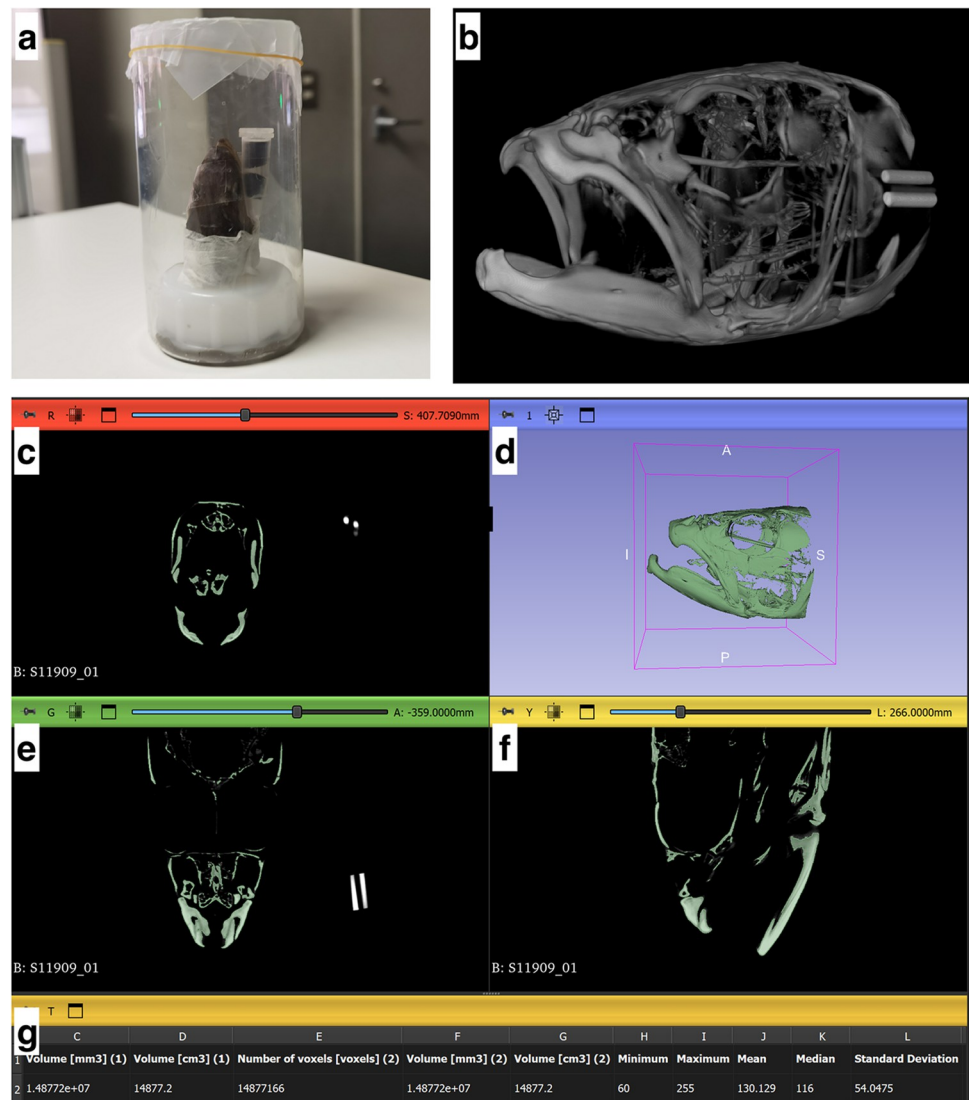 a
b
R S: 407.7090mm
1
c
d
A
I
S
P
B: S11909_01
G A: -359.0000mm
Y L: 266.0000mm
e
f
B: S11909_01
B: S11909_01
T
g
C D E F G H I J K L
1 Volume [mm3] (1) Volume [cm3] (1) Number of voxels [voxels] (2) Volume [mm3] (2) Volume [cm3] (2) Minimum Maximum Mean Median Standard Deviation
2 1.48772e+07 14877.2 14877166 1.48772e+07 14877.2 60 255 130.129 116 54.0475